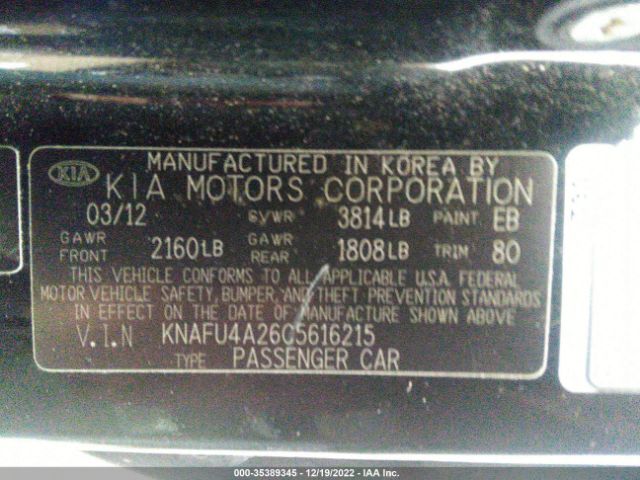 MANUFACTURED IN KOREA BY
KIA KIA MOTORS CORPORATION
03/12 GVWR 3814LB PAINT EB
GAWR FRONT 2160LB GAWR REAR 1808LB TRIM 80
THIS VEHICLE CONFORMS TO ALL APPLICABLE U.S.A. FEDERAL
MOTOR VEHICLE SAFETY, BUMPER, AND THEFT PREVENTION STANDARDS
IN EFFECT ON THE DATE OF MANUFACTURE SHOWN ABOVE
V.I.N KNAFU4A26C5616215
TYPE PASSENGER CAR
000-35389345 - 12/19/2022 - IAA Inc.